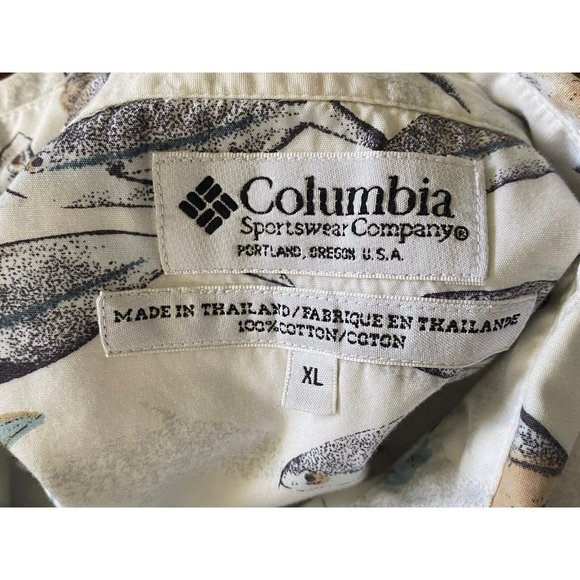 Columbia
Sportswear Company®
PORTLAND, OREGON U.S.A.
MADE IN THAILAND/FABRIQUE EN THAILANDE
100% COTTON/COTON
XL